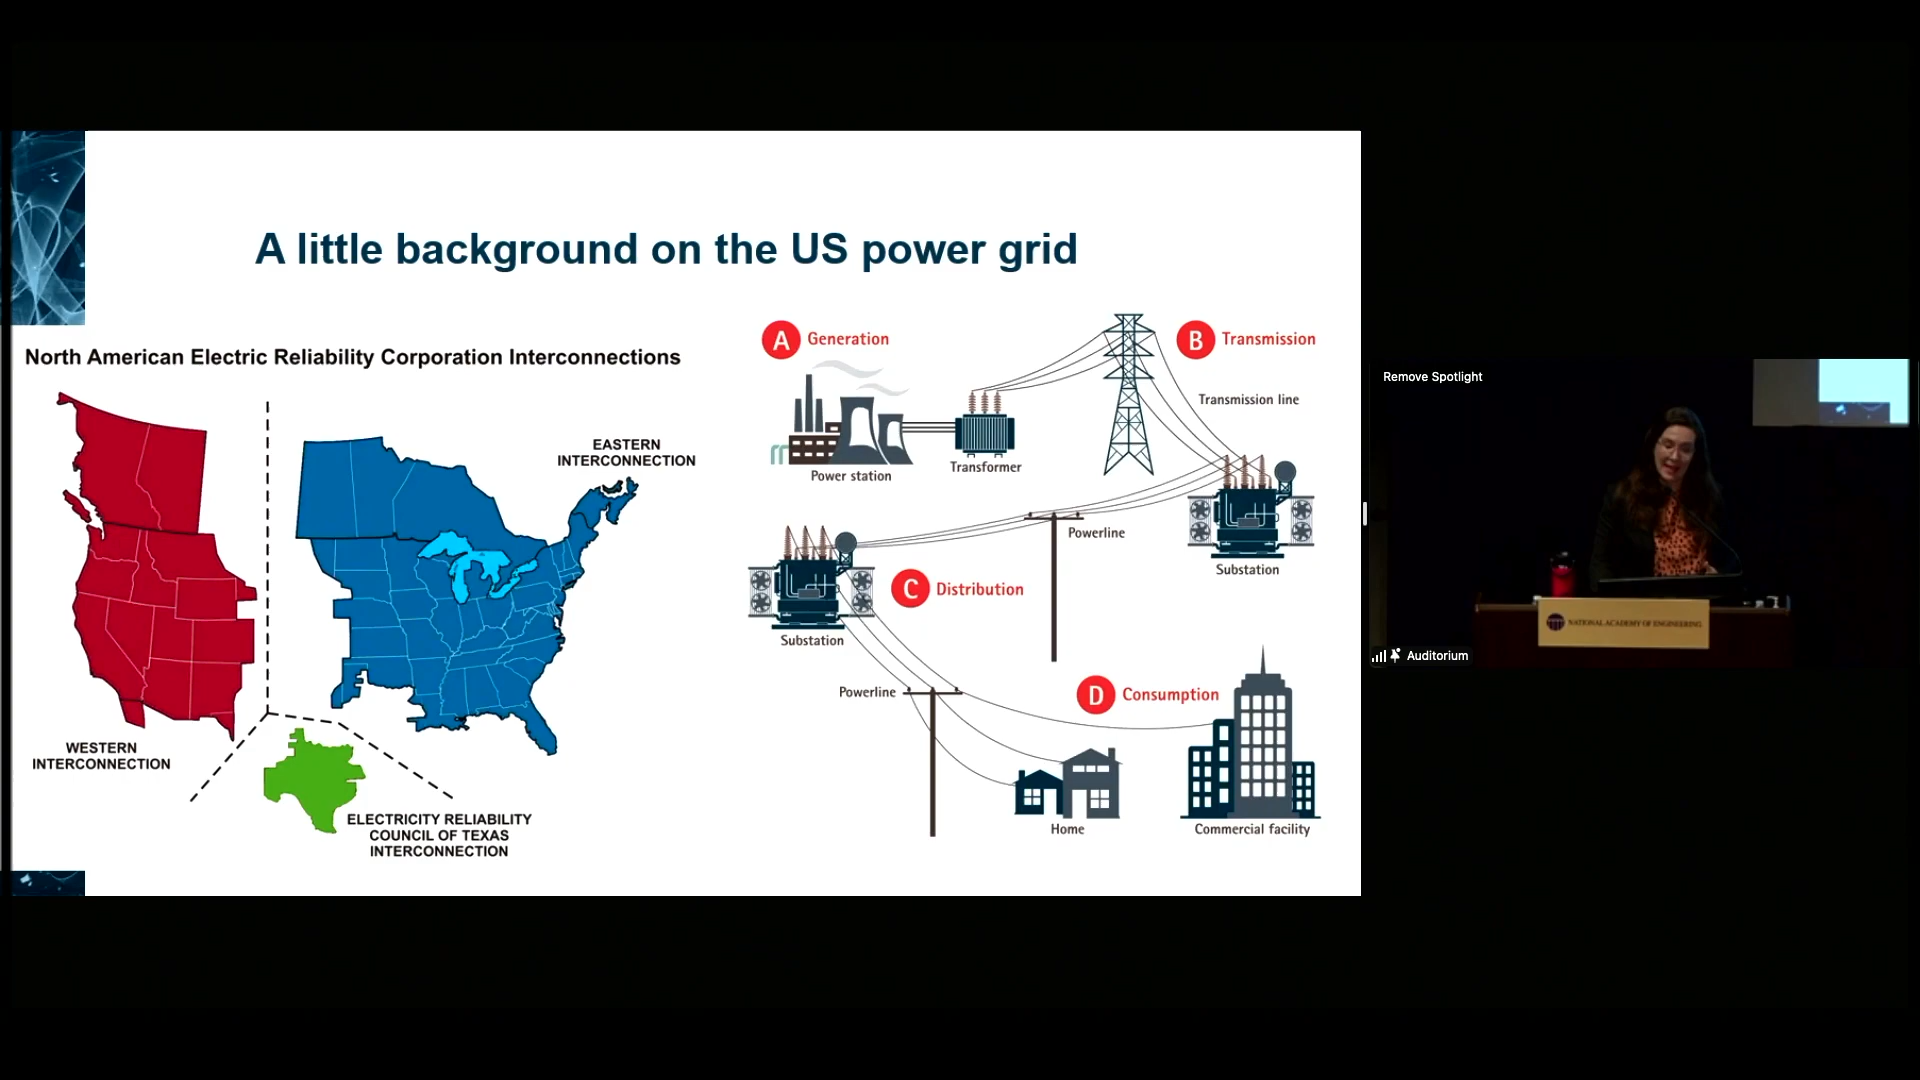 A little background on the US power grid
North American Electric Reliability Corporation Interconnections
EASTERN
INTERCONNECTION
WESTERN
INTERCONNECTION
ELECTRICITY RELIABILITY
COUNCIL OF TEXAS
INTERCONNECTION
A Generation
B Transmission
Transmission line
Power station
Transformer
Powerline
Substation
C Distribution
Substation
Powerline
D Consumption
Home
Commercial facility
Remove Spotlight
NATIONAL ACADEMY OF ENGINEERING
Auditorium